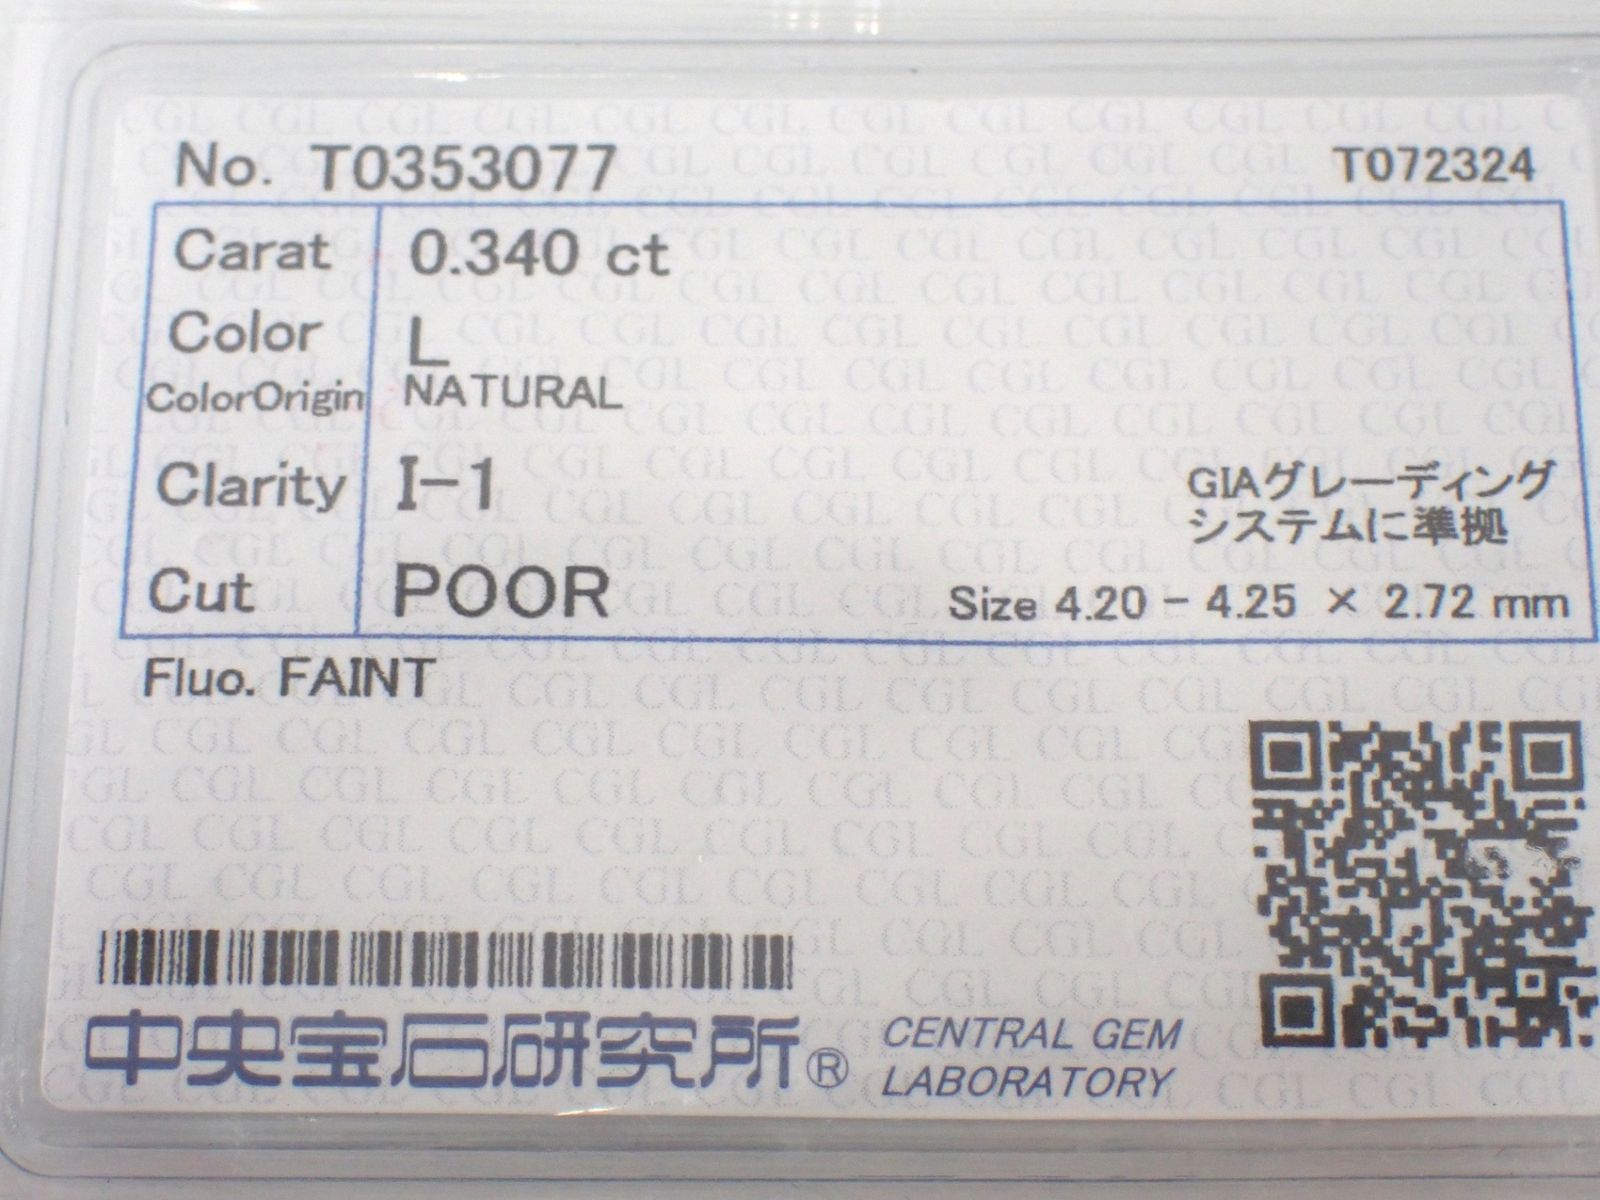 No. T0353077 T072324
Carat 0.340 ct
Color L
ColorOrigin NATURAL
Clarity I-1
GIAグレーディング
システムに準拠
Cut POOR Size 4.20 - 4.25 × 2.72 mm
Fluo. FAINT
中央宝石研究所® CENTRAL GEM
LABORATORY